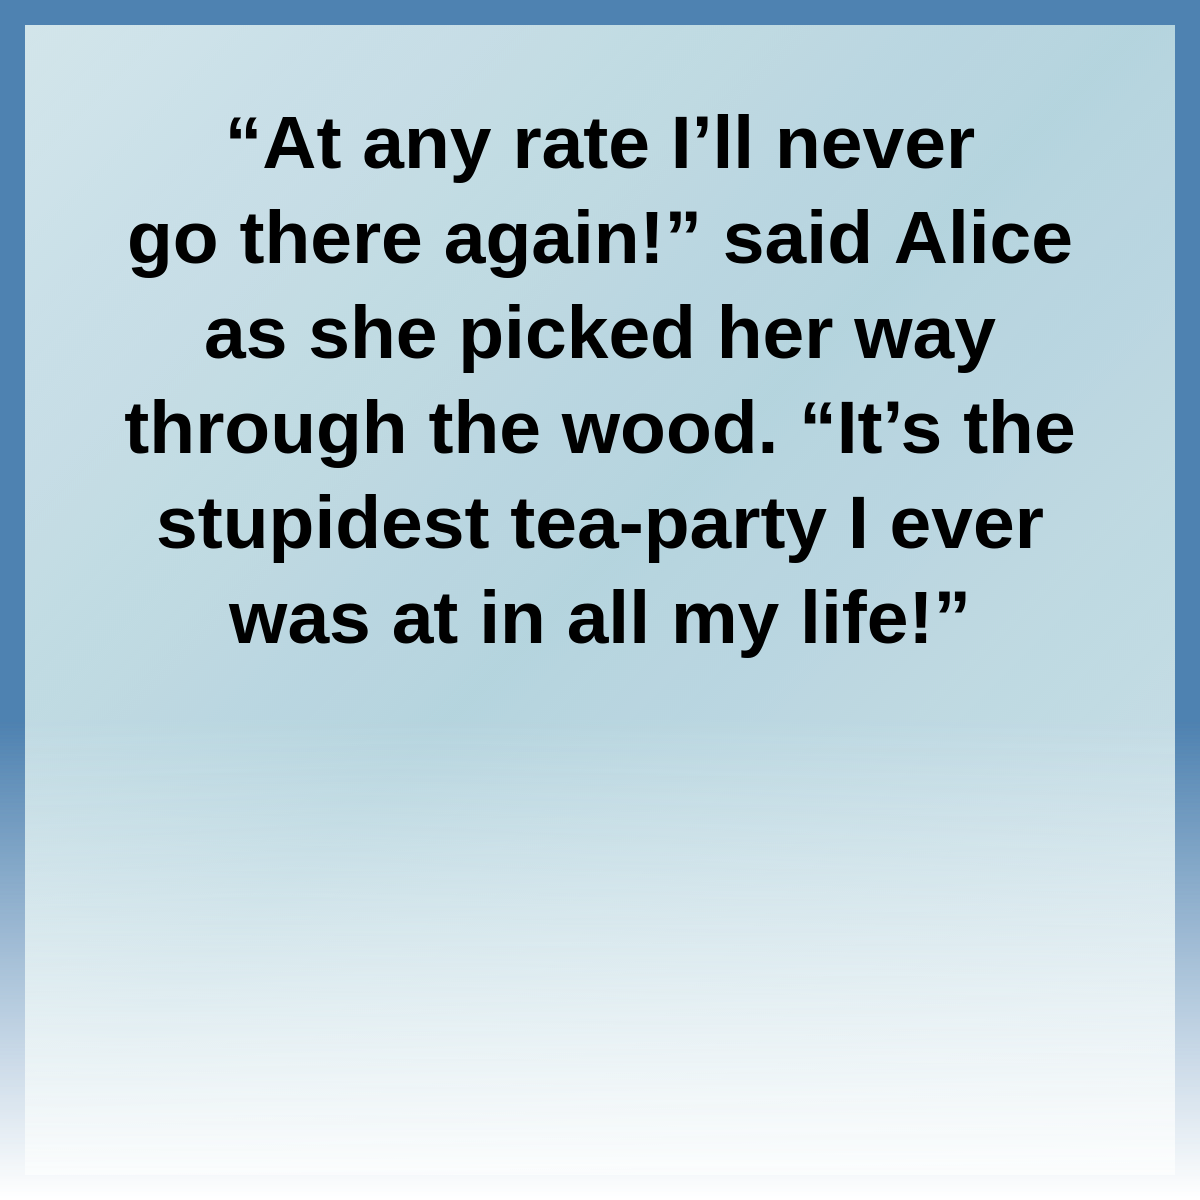 “At any rate I’ll never
go there again!” said Alice
as she picked her way
through the wood. “It’s the
stupidest tea-party I ever
was at in all my life!”